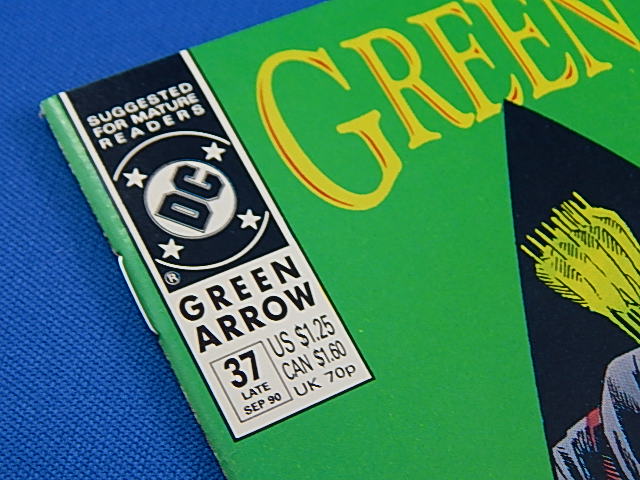 SUGGESTED
FOR MATURE
READERS
DC
®
GREEN
ARROW
37
LATE
SEP 90
US $1.25
CAN $1.60
UK 70p
GREEN